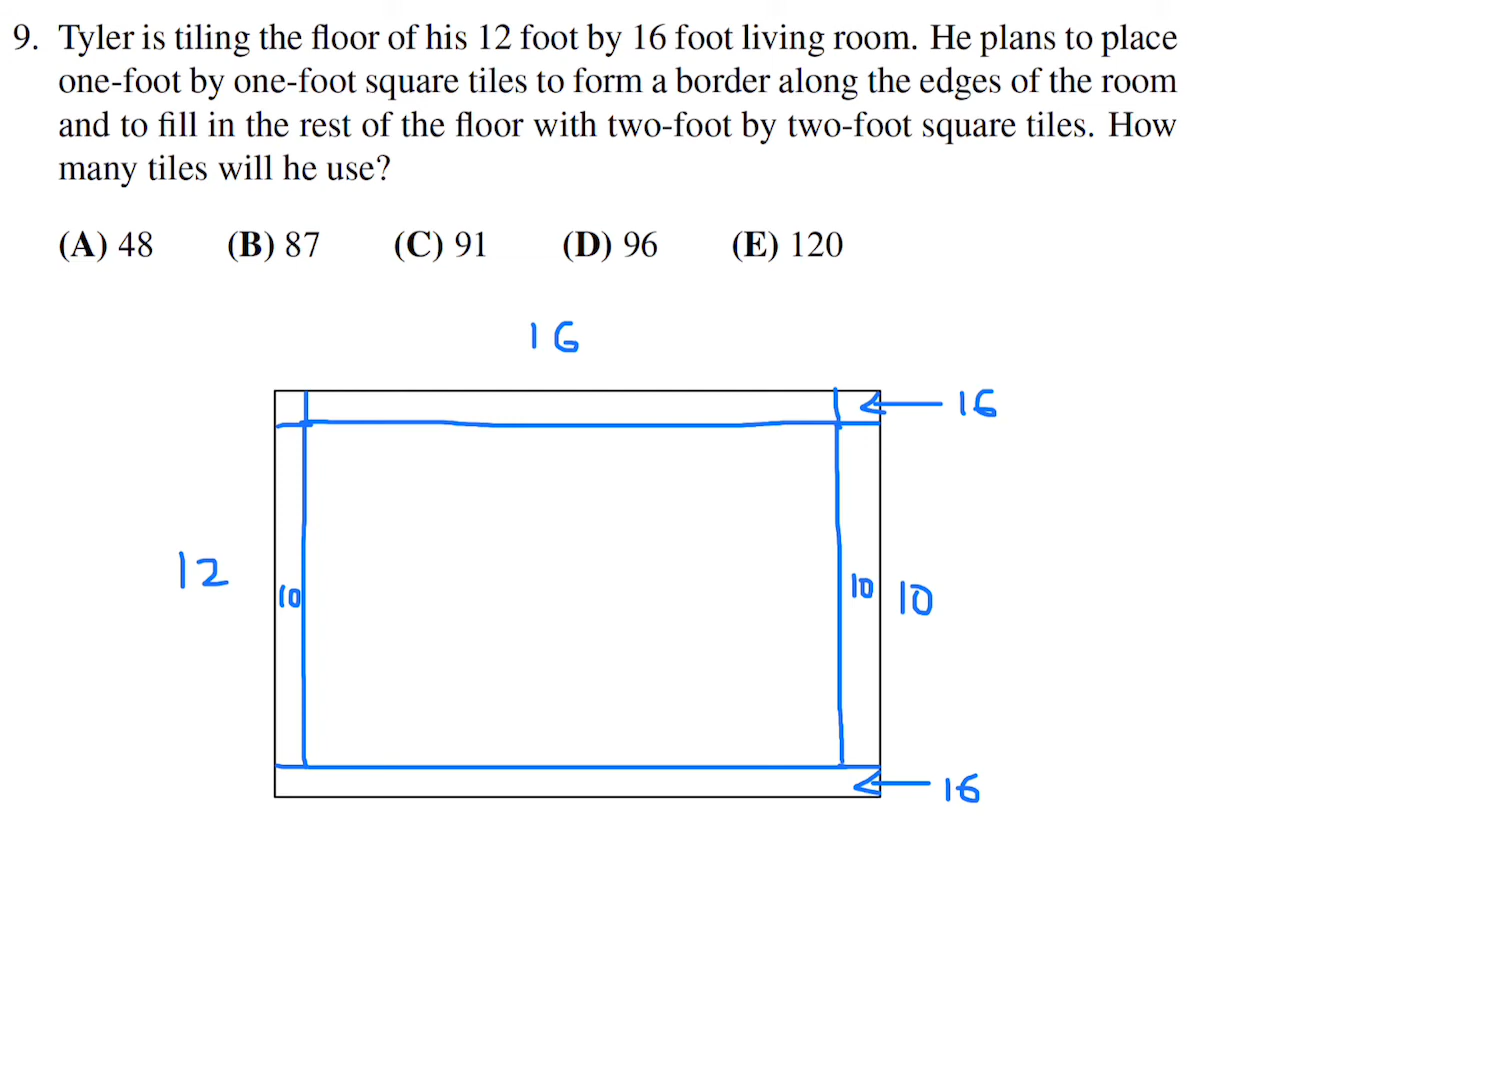 9. Tyler is tiling the floor of his 12 foot by 16 foot living room. He plans to place
one-foot by one-foot square tiles to form a border along the edges of the room
and to fill in the rest of the floor with two-foot by two-foot square tiles. How
many tiles will he use?
(A) 48 (B) 87 (C) 91 (D) 96 (E) 120
16
16
12
10
10
10
16